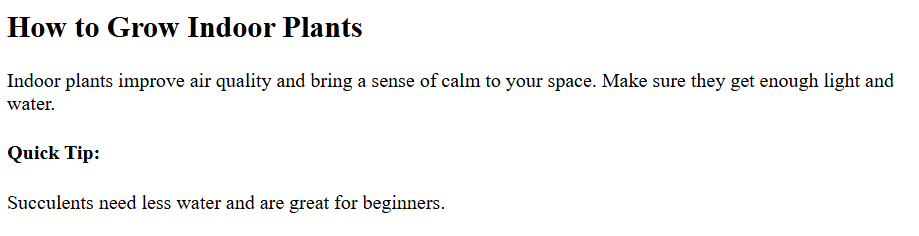 How to Grow Indoor Plants
Indoor plants improve air quality and bring a sense of calm to your space. Make sure they get enough light and
water.
Quick Tip:
Succulents need less water and are great for beginners.